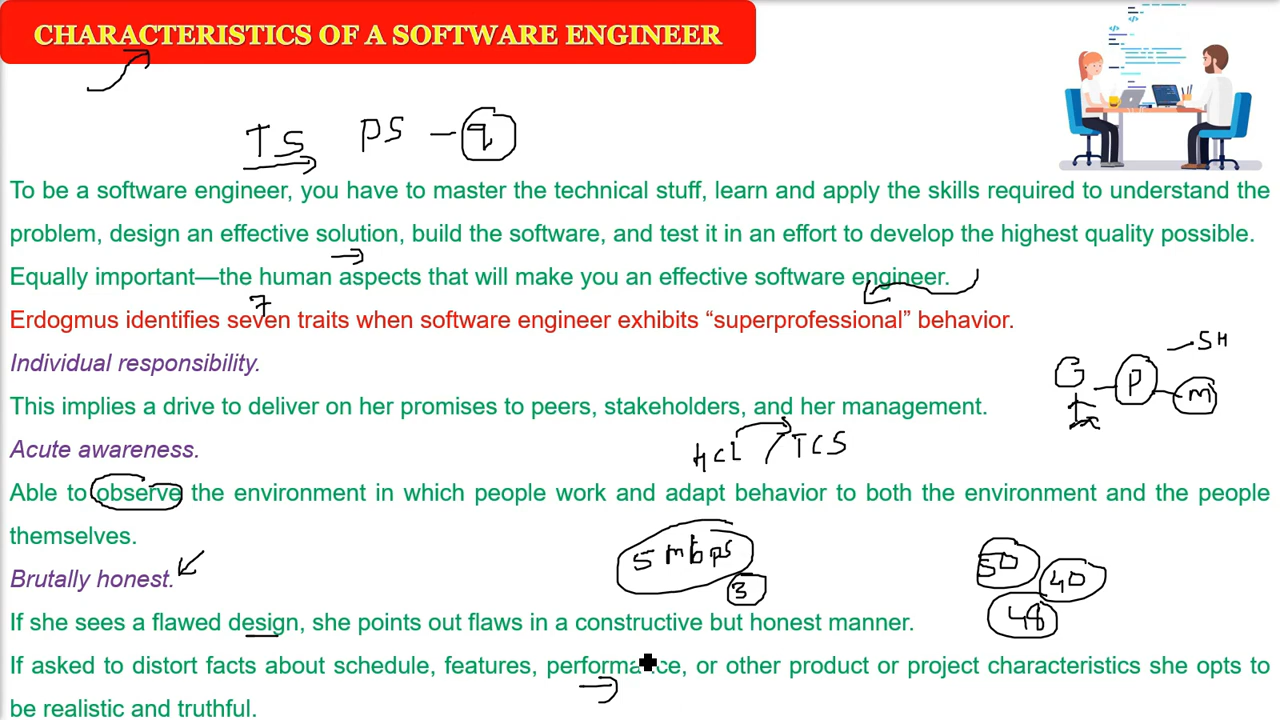 CHARACTERISTICS OF A SOFTWARE ENGINEER
TS PS - q
To be a software engineer, you have to master the technical stuff, learn and apply the skills required to understand the
problem, design an effective solution, build the software, and test it in an effort to develop the highest quality possible.
Equally important—the human aspects that will make you an effective software engineer.
7
Erdogmus identifies seven traits when software engineer exhibits “superprofessional” behavior.
SH
Individual responsibility.
P m
This implies a drive to deliver on her promises to peers, stakeholders, and her management.
Acute awareness.
HCL TCS
Able to observe the environment in which people work and adapt behavior to both the environment and the people
themselves.
5 mbps 50 40
Brutally honest.
3 48
If she sees a flawed design, she points out flaws in a constructive but honest manner.
If asked to distort facts about schedule, features, performance, or other product or project characteristics she opts to
be realistic and truthful.